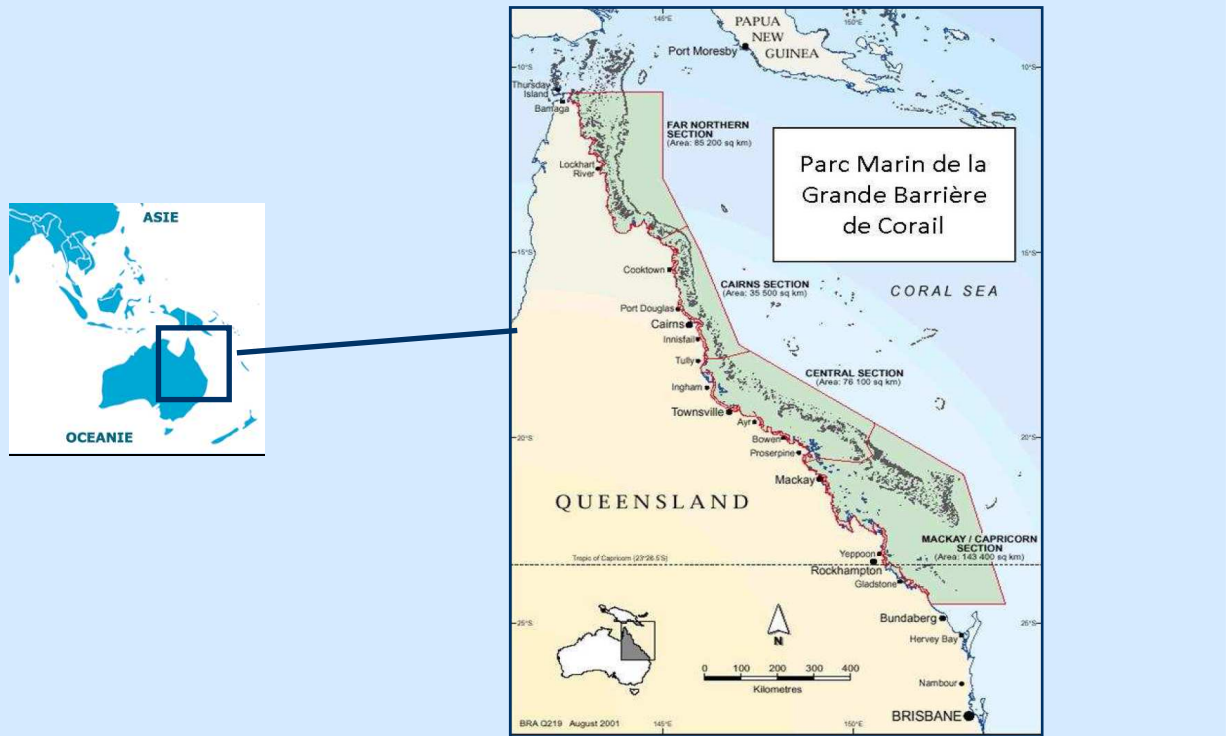 ASIE
OCEANIE
145°E
150°E
PAPUA
NEW
GUINEA
Port Moresby
10°S
10°S
Thursday
Island
Bamaga
FAR NORTHERN
SECTION
(Area: 85 200 sq km)
Parc Marin de la
Grande Barrière
de Corail
Lockhart
River
15°S
15°S
Cooktown
CAIRNS SECTION
(Area: 35 500 sq km)
CORAL SEA
Port Douglas
Cairns
Innisfail
Tully
CENTRAL SECTION
(Area: 76 100 sq km)
Ingham
Townsville
Ayr
Bowen
20°S
20°S
Proserpine
Mackay
QUEENSLAND
MACKAY / CAPRICORN
SECTION
(Area: 143 400 sq km)
Yeppoon
Tropic of Capricorn (23°26.5'S)
Rockhampton
Gladstone
Bundaberg
25°S
25°S
Hervey Bay
N
0 100 200 300 400
Kilometres
Nambour
BRISBANE
BRA Q219 August 2001
145°E
150°E